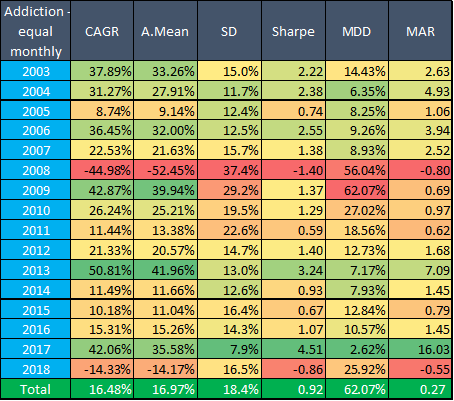 Addiction - equal monthly CAGR A.Mean SD Sharpe MDD MAR
2003 37.89% 33.26% 15.0% 2.22 14.43% 2.63
2004 31.27% 27.91% 11.7% 2.38 6.35% 4.93
2005 8.74% 9.14% 12.4% 0.74 8.25% 1.06
2006 36.45% 32.00% 12.5% 2.55 9.26% 3.94
2007 22.53% 21.63% 15.7% 1.38 8.93% 2.52
2008 -44.98% -52.45% 37.4% -1.40 56.04% -0.80
2009 42.87% 39.94% 29.2% 1.37 62.07% 0.69
2010 26.24% 25.21% 19.5% 1.29 27.02% 0.97
2011 11.44% 13.38% 22.6% 0.59 18.56% 0.62
2012 21.33% 20.57% 14.7% 1.40 12.73% 1.68
2013 50.81% 41.96% 13.0% 3.24 7.17% 7.09
2014 11.49% 11.66% 12.6% 0.93 7.93% 1.45
2015 10.18% 11.04% 16.4% 0.67 12.84% 0.79
2016 15.31% 15.26% 14.3% 1.07 10.57% 1.45
2017 42.06% 35.58% 7.9% 4.51 2.62% 16.03
2018 -14.33% -14.17% 16.5% -0.86 25.92% -0.55
Total 16.48% 16.97% 18.4% 0.92 62.07% 0.27